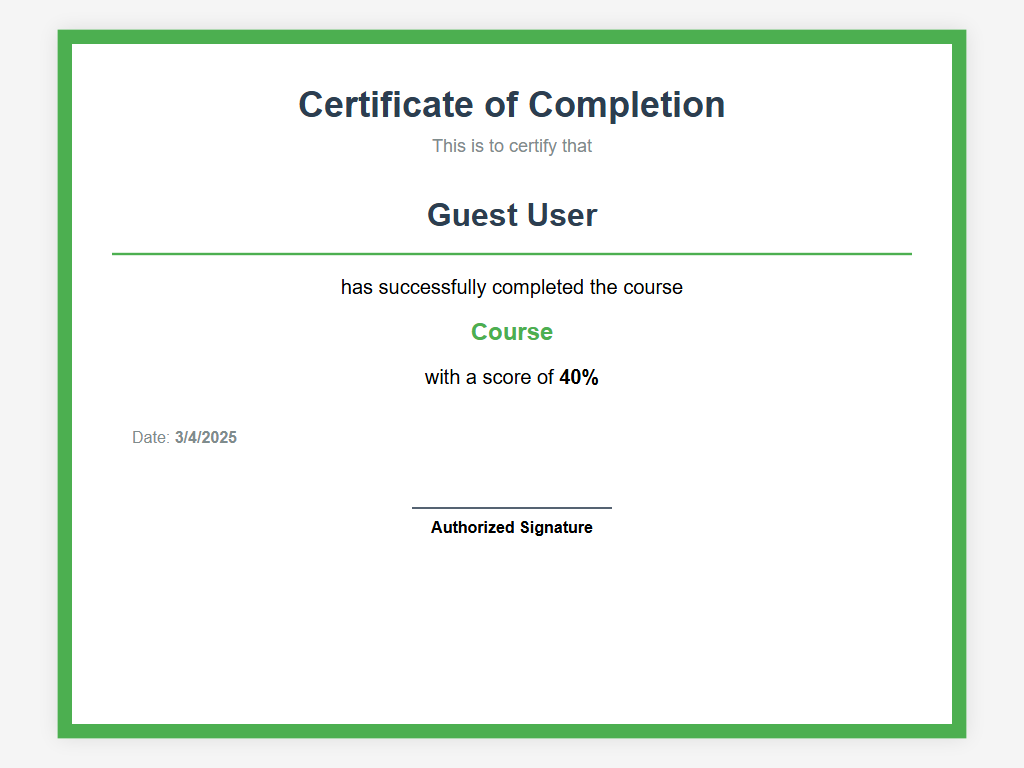 Certificate of Completion
This is to certify that
Guest User
has successfully completed the course
Course
with a score of 40%
Date: 3/4/2025
Authorized Signature